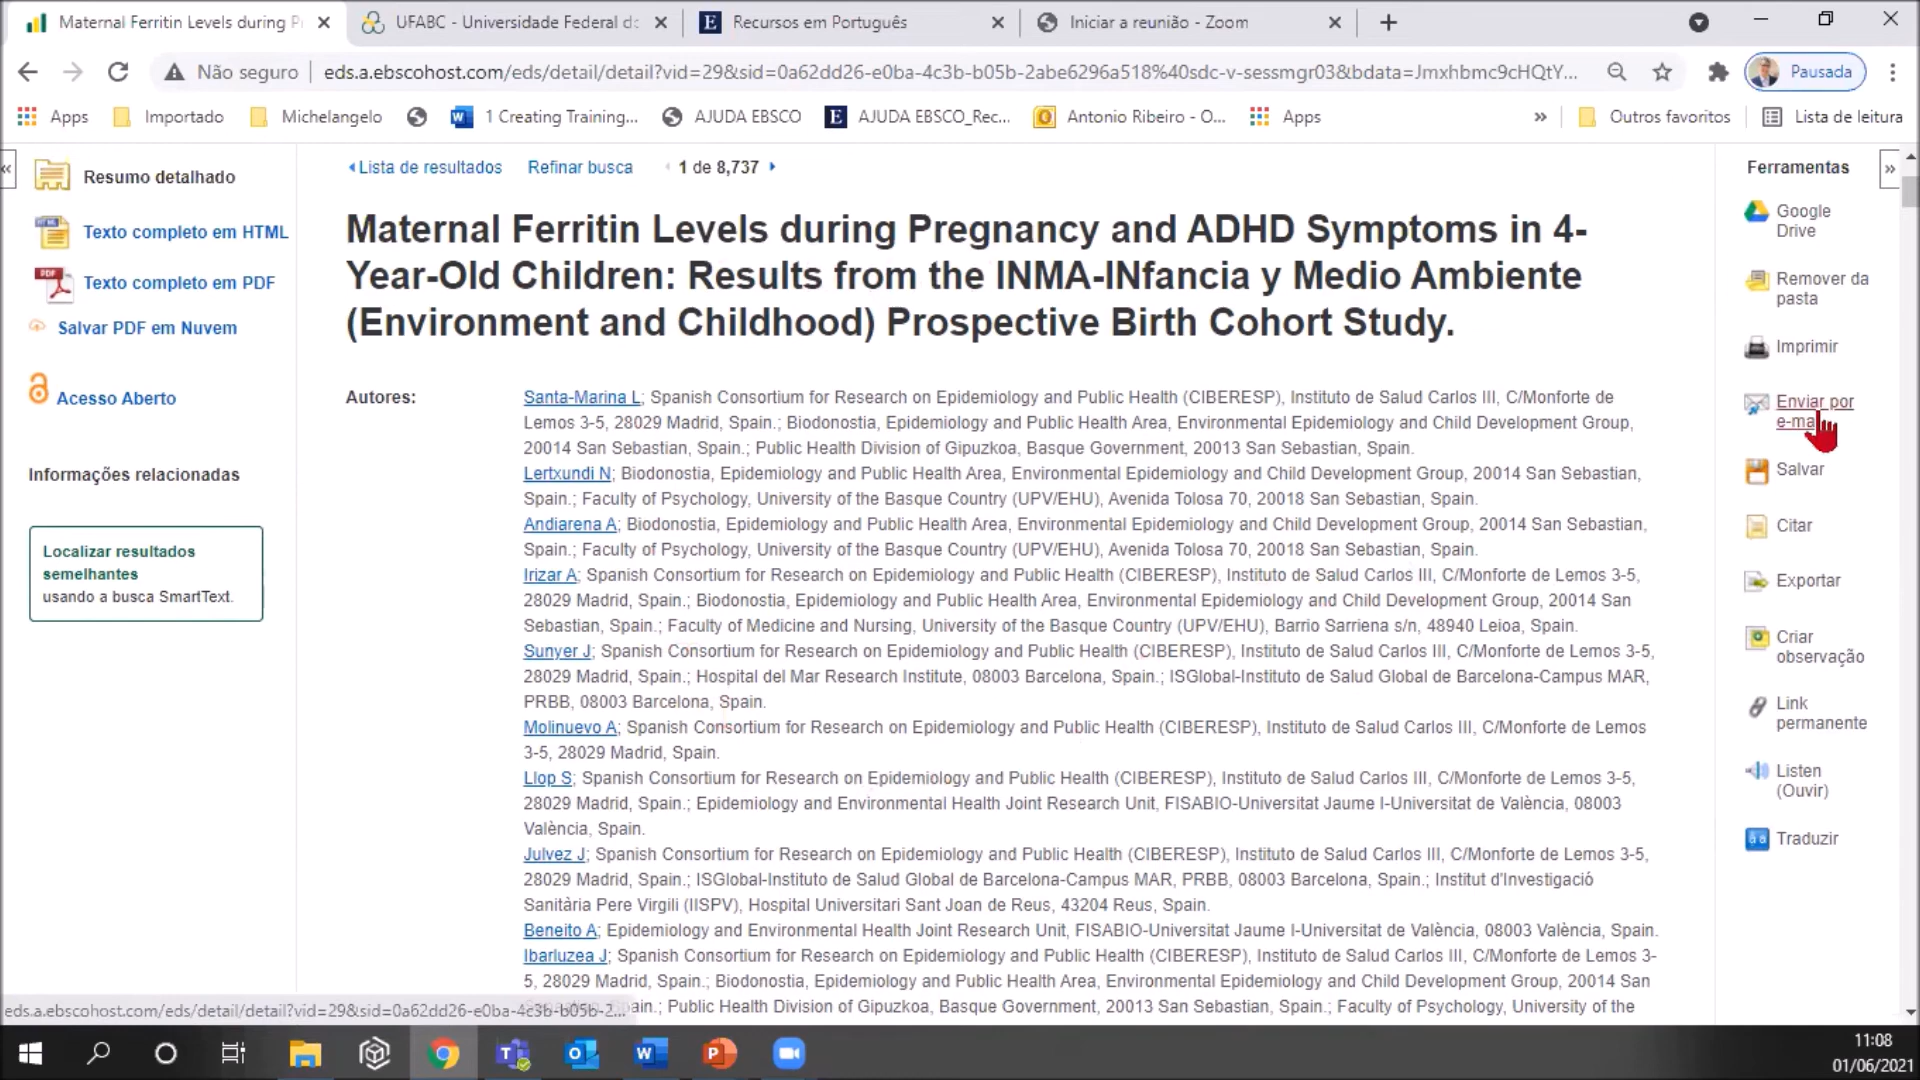 Maternal Ferritin Levels during P
UFABC - Universidade Federal do
Recursos em Português
Iniciar a reunião - Zoom
Não seguro
eds.a.ebscohost.com/eds/detail/detail?vid=29&sid=0a62dd26-e0ba-4c3b-b05b-2abe6296a518%40sdc-v-sessmgr03&bdata=Jmxhbmc9cHQtY...
Pausada
Apps
Importado
Michelangelo
1 Creating Training...
AJUDA EBSCO
AJUDA EBSCO_Rec...
Antonio Ribeiro - O...
Apps
»
Outros favoritos
Lista de leitura
«
Resumo detalhado
Texto completo em HTML
PDF
Texto completo em PDF
Salvar PDF em Nuvem
Acesso Aberto
Informações relacionadas
Localizar resultados
semelhantes
usando a busca SmartText.
Lista de resultados
Refinar busca
1 de 8,737
Maternal Ferritin Levels during Pregnancy and ADHD Symptoms in 4-
Year-Old Children: Results from the INMA-INfancia y Medio Ambiente
(Environment and Childhood) Prospective Birth Cohort Study.
Autores:
Santa-Marina L; Spanish Consortium for Research on Epidemiology and Public Health (CIBERESP), Instituto de Salud Carlos III, C/Monforte de
Lemos 3-5, 28029 Madrid, Spain.; Biodonostia, Epidemiology and Public Health Area, Environmental Epidemiology and Child Development Group,
20014 San Sebastian, Spain.; Public Health Division of Gipuzkoa, Basque Government, 20013 San Sebastian, Spain.
Lertxundi N; Biodonostia, Epidemiology and Public Health Area, Environmental Epidemiology and Child Development Group, 20014 San Sebastian,
Spain.; Faculty of Psychology, University of the Basque Country (UPV/EHU), Avenida Tolosa 70, 20018 San Sebastian, Spain.
Andiarena A; Biodonostia, Epidemiology and Public Health Area, Environmental Epidemiology and Child Development Group, 20014 San Sebastian,
Spain.; Faculty of Psychology, University of the Basque Country (UPV/EHU), Avenida Tolosa 70, 20018 San Sebastian, Spain.
Irizar A; Spanish Consortium for Research on Epidemiology and Public Health (CIBERESP), Instituto de Salud Carlos III, C/Monforte de Lemos 3-5,
28029 Madrid, Spain.; Biodonostia, Epidemiology and Public Health Area, Environmental Epidemiology and Child Development Group, 20014 San
Sebastian, Spain.; Faculty of Medicine and Nursing, University of the Basque Country (UPV/EHU), Barrio Sarriena s/n, 48940 Leioa, Spain.
Sunyer J; Spanish Consortium for Research on Epidemiology and Public Health (CIBERESP), Instituto de Salud Carlos III, C/Monforte de Lemos 3-5,
28029 Madrid, Spain.; Hospital del Mar Research Institute, 08003 Barcelona, Spain.; ISGlobal-Instituto de Salud Global de Barcelona-Campus MAR,
PRBB, 08003 Barcelona, Spain.
Molinuevo A; Spanish Consortium for Research on Epidemiology and Public Health (CIBERESP), Instituto de Salud Carlos III, C/Monforte de Lemos
3-5, 28029 Madrid, Spain.
Llop S; Spanish Consortium for Research on Epidemiology and Public Health (CIBERESP), Instituto de Salud Carlos III, C/Monforte de Lemos 3-5,
28029 Madrid, Spain.; Epidemiology and Environmental Health Joint Research Unit, FISABIO-Universitat Jaume I-Universitat de València, 08003
València, Spain.
Julvez J; Spanish Consortium for Research on Epidemiology and Public Health (CIBERESP), Instituto de Salud Carlos III, C/Monforte de Lemos 3-5,
28029 Madrid, Spain.; ISGlobal-Instituto de Salud Global de Barcelona-Campus MAR, PRBB, 08003 Barcelona, Spain.; Institut d'Investigació
Sanitària Pere Virgili (IISPV), Hospital Universitari Sant Joan de Reus, 43204 Reus, Spain.
Beneito A; Epidemiology and Environmental Health Joint Research Unit, FISABIO-Universitat Jaume I-Universitat de València, 08003 València, Spain.
Ibarluzea J; Spanish Consortium for Research on Epidemiology and Public Health (CIBERESP), Instituto de Salud Carlos III, C/Monforte de Lemos 3-
5, 28029 Madrid, Spain.; Biodonostia, Epidemiology and Public Health Area, Environmental Epidemiology and Child Development Group, 20014 San
ain.; Public Health Division of Gipuzkoa, Basque Government, 20013 San Sebastian, Spain.; Faculty of Psychology, University of the
eds.a.ebscohost.com/eds/detail/detail?vid=29&sid=0a62dd26-e0ba-4c3b-b05b-2...
Ferramentas
»
Google
Drive
Remover da
pasta
Imprimir
Enviar por
e-ma
Salvar
Citar
Exportar
Criar
observação
Link
permanente
Listen
(Ouvir)
Traduzir
11:08
01/06/2021